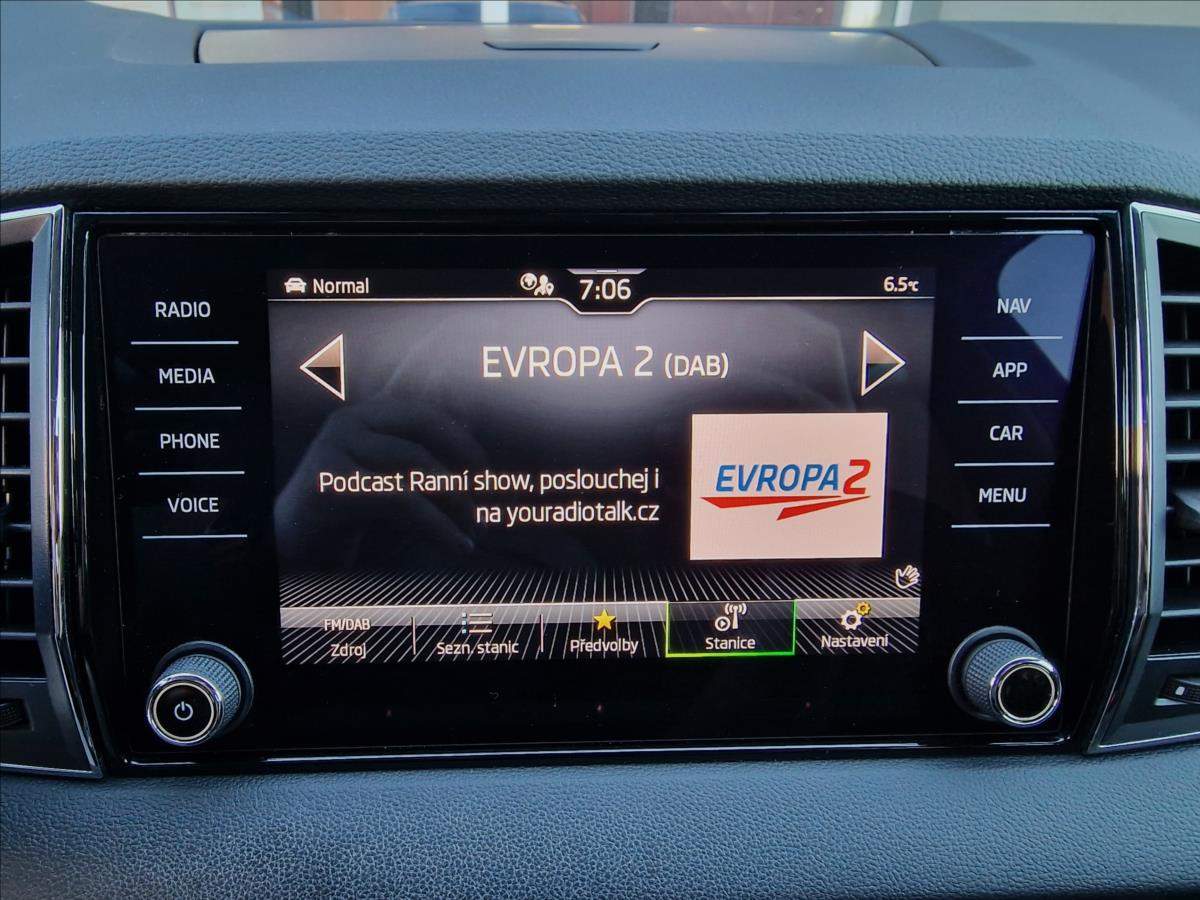 Normal
7:06
6.5°C
RADIO
MEDIA
PHONE
VOICE
EVROPA 2 (DAB)
Podcast Ranní show, poslouchej i
na youradiotalk.cz
EVROPA2
NAV
APP
CAR
MENU
FM/DAB
Zdroj
Sezn. stanic
Předvolby
Stanice
Nastavení